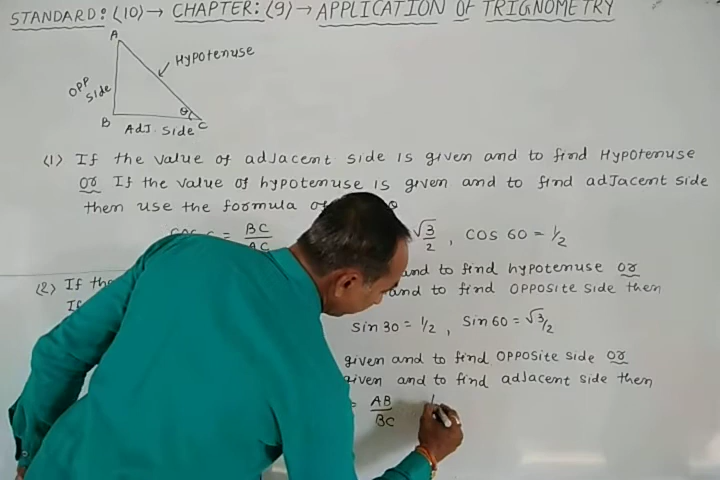 STANDARD: (10) → CHAPTER: (9) → APPLICATION OF TRIGNOMETRY
A
Hypotenuse
OPP side
θ
B
C
Adj. side
(1) If the value of adjacent side is given and to find Hypotenuse
OR If the value of hypotenuse is given and to find adjacent side
then use the formula
= BC/AC
√3/2, COS 60 = 1/2
(2) If the
and to find hypotenuse or
If
and to find opposite side then
sin 30 = 1/2, sin 60 = √3/2
given and to find opposite side or
given and to find adjacent side then
= AB/BC